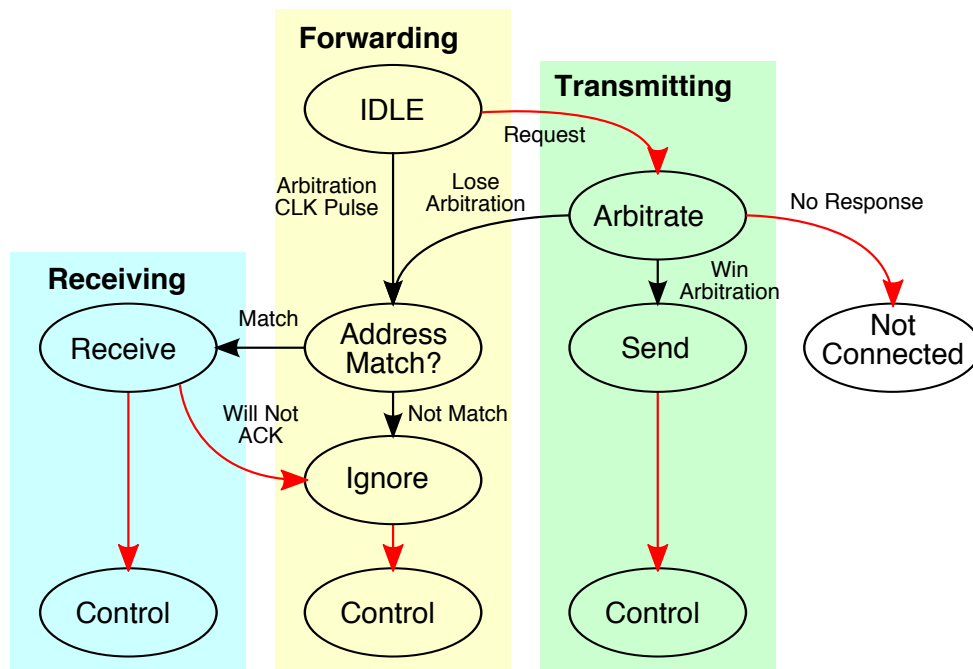 Forwarding
IDLE
Transmitting
Request
Arbitration
CLK Pulse
Lose
Arbitration
Arbitrate
No Response
Receiving
Win
Arbitration
Match
Receive
Address
Match?
Send
Not
Connected
Will Not
ACK
Not Match
Ignore
Control
Control
Control